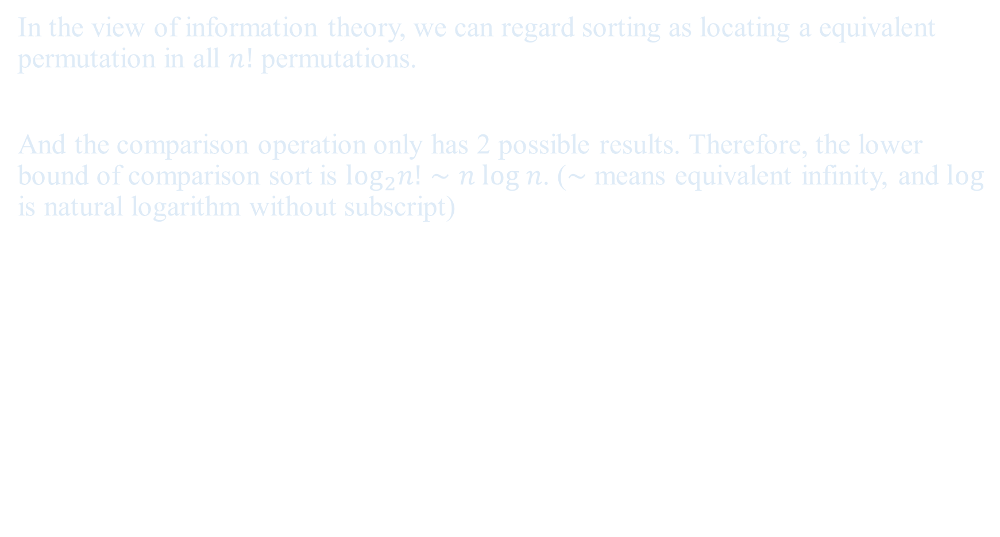 In the view of information theory, we can regard sorting as locating a equivalent
permutation in all n! permutations.
And the comparison operation only has 2 possible results. Therefore, the lower
bound of comparison sort is log₂n! ~ n log n. (~ means equivalent infinity, and log
is natural logarithm without subscript)